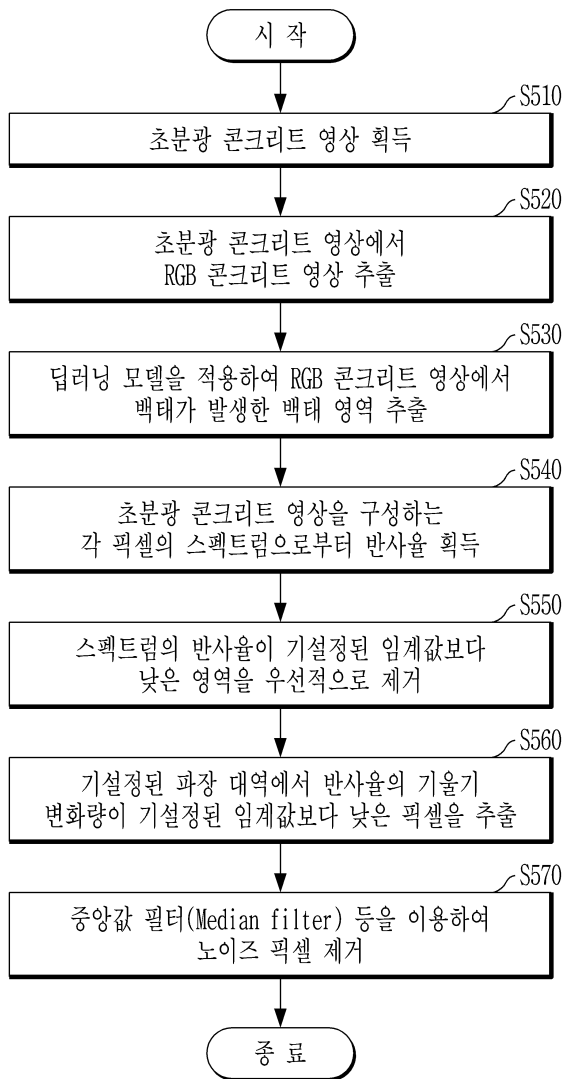 시 작
S510
초분광 콘크리트 영상 획득
S520
초분광 콘크리트 영상에서
RGB 콘크리트 영상 추출
S530
딥러닝 모델을 적용하여 RGB 콘크리트 영상에서
백태가 발생한 백태 영역 추출
S540
초분광 콘크리트 영상을 구성하는
각 픽셀의 스펙트럼으로부터 반사율 획득
S550
스펙트럼의 반사율이 기설정된 임계값보다
낮은 영역을 우선적으로 제거
S560
기설정된 파장 대역에서 반사율의 기울기
변화량이 기설정된 임계값보다 낮은 픽셀을 추출
S570
중앙값 필터(Median filter) 등을 이용하여
노이즈 픽셀 제거
종 료